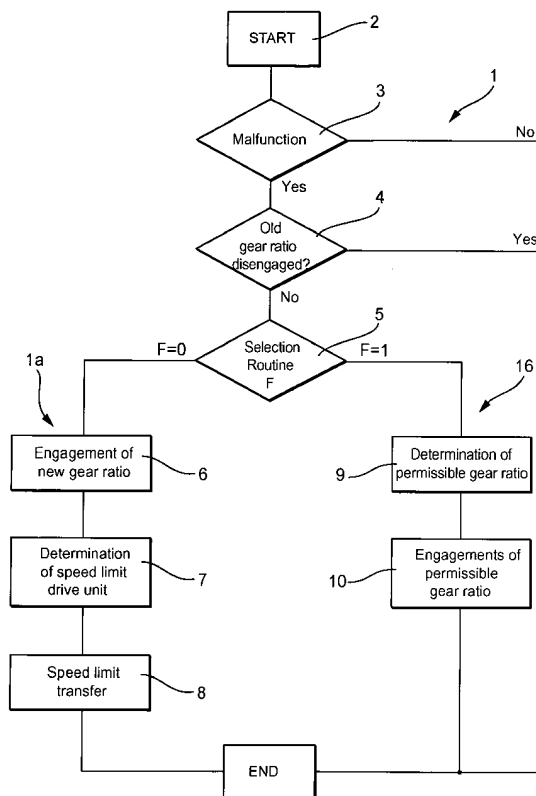 2
START
3
1
Malfunction
No
Yes
4
Old
gear ratio
disengaged?
Yes
No
5
F=0
Selection
Routine
F
F=1
1a
16
Engagement of
new gear ratio
6
Determination of
permissible gear ratio
9
Determination
of speed limit
drive unit
7
Engagements of
permissible
gear ratio
10
Speed limit
transfer
8
END